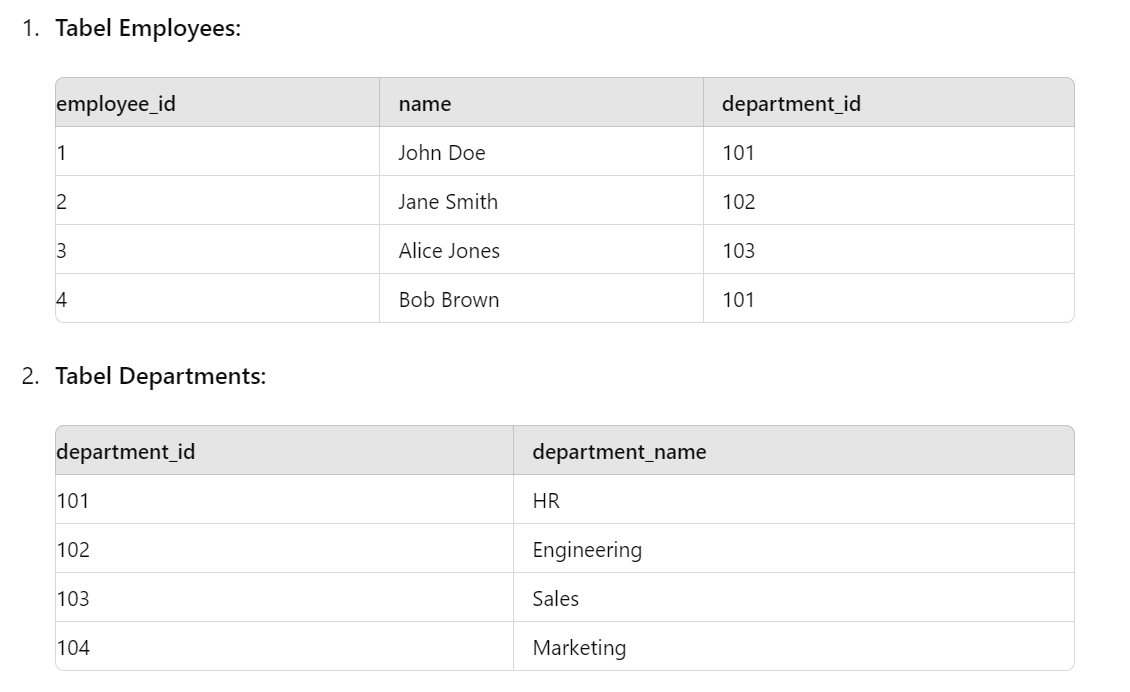 1. Tabel Employees:
employee_id name department_id
1 John Doe 101
2 Jane Smith 102
3 Alice Jones 103
4 Bob Brown 101
2. Tabel Departments:
department_id department_name
101 HR
102 Engineering
103 Sales
104 Marketing